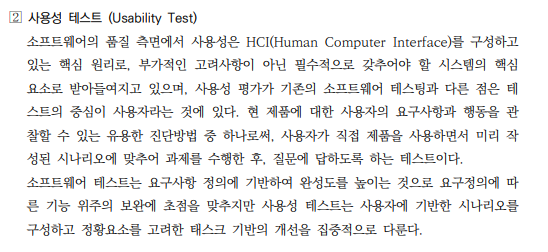 2 사용성 테스트 (Usability Test)
소프트웨어의 품질 측면에서 사용성은 HCI(Human Computer Interface)를 구성하고
있는 핵심 원리로, 부가적인 고려사항이 아닌 필수적으로 갖추어야 할 시스템의 핵심
요소로 받아들여지고 있으며, 사용성 평가가 기존의 소프트웨어 테스팅과 다른 점은 테
스트의 중심이 사용자라는 것에 있다. 현 제품에 대한 사용자의 요구사항과 행동을 관
찰할 수 있는 유용한 진단방법 중 하나로써, 사용자가 직접 제품을 사용하면서 미리 작
성된 시나리오에 맞추어 과제를 수행한 후, 질문에 답하도록 하는 테스트이다.
소프트웨어 테스트는 요구사항 정의에 기반하여 완성도를 높이는 것으로 요구정의에 따
른 기능 위주의 보완에 초점을 맞추지만 사용성 테스트는 사용자에 기반한 시나리오를
구성하고 정황요소를 고려한 태스크 기반의 개선을 집중적으로 다룬다.